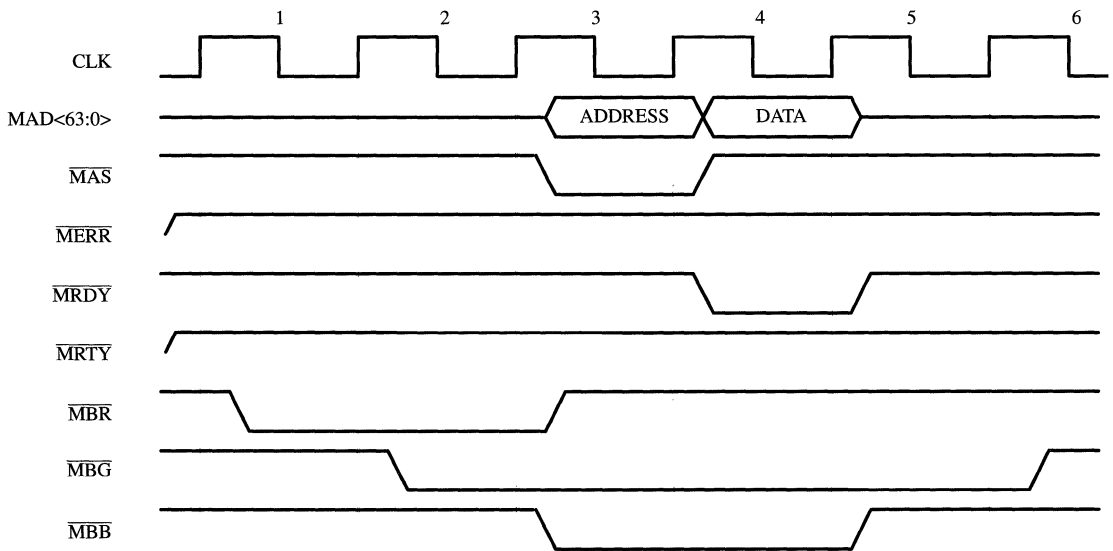 1 2 3 4 5 6
CLK
MAD<63:0> ADDRESS DATA
MAS
MERR
MRDY
MRTY
MBR
MBG
MBB